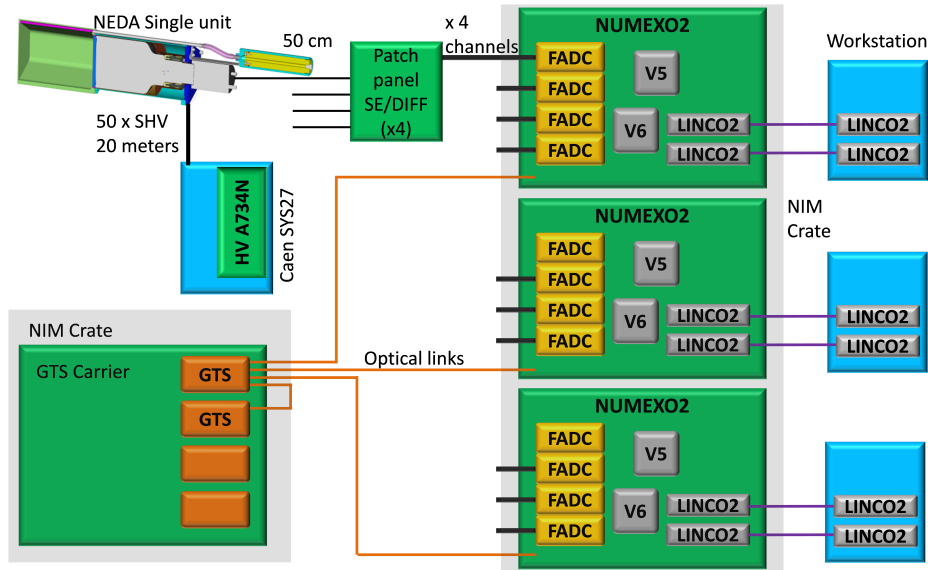 NEDA Single unit
50 cm
x 4
channels
Patch
panel
SE/DIFF
(x4)
50 x SHV
20 meters
HV A734N
Caen SYS27
NUMEXO2
FADC
FADC
FADC
FADC
V5
V6
LINCO2
LINCO2
Workstation
LINCO2
LINCO2
NIM
Crate
NUMEXO2
FADC
FADC
FADC
FADC
V5
V6
LINCO2
LINCO2
LINCO2
LINCO2
NIM Crate
GTS Carrier
GTS
GTS
Optical links
NUMEXO2
FADC
FADC
FADC
FADC
V5
V6
LINCO2
LINCO2
LINCO2
LINCO2